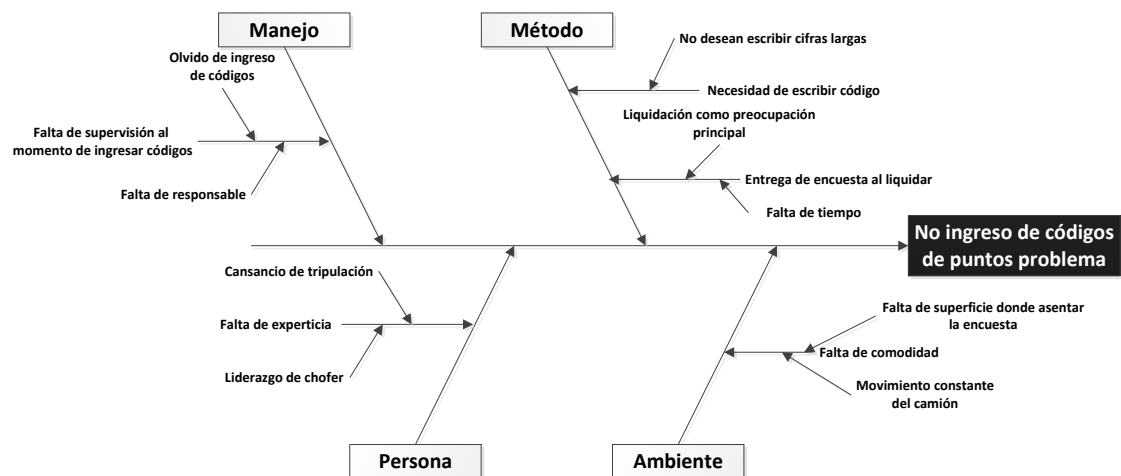 Manejo
Método
Olvido de ingreso
de códigos
No desean escribir cifras largas
Necesidad de escribir código
Liquidación como preocupación
principal
Falta de supervisión al
momento de ingresar códigos
Falta de responsable
Entrega de encuesta al liquidar
Falta de tiempo
No ingreso de códigos
de puntos problema
Cansancio de tripulación
Falta de experticia
Liderazgo de chofer
Falta de superficie donde asentar
la encuesta
Falta de comodidad
Movimiento constante
del camión
Persona
Ambiente